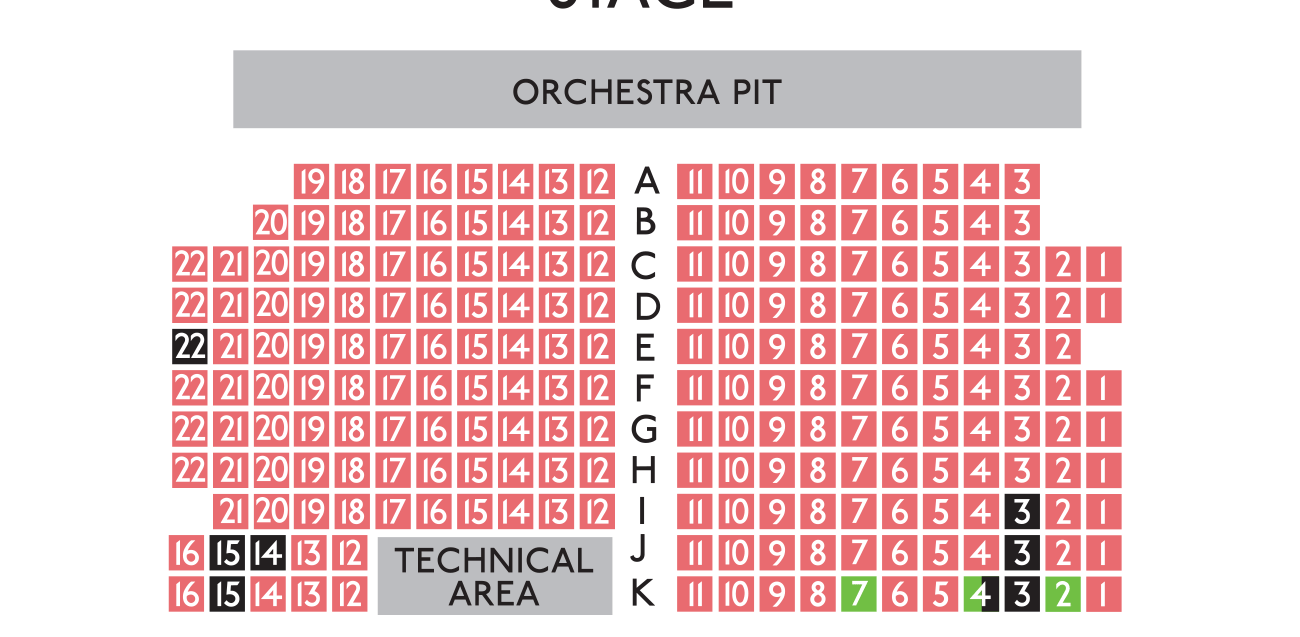 STAGE
ORCHESTRA PIT
19 18 17 16 15 14 13 12 A 11 10 9 8 7 6 5 4 3
20 19 18 17 16 15 14 13 12 B 11 10 9 8 7 6 5 4 3
22 21 20 19 18 17 16 15 14 13 12 C 11 10 9 8 7 6 5 4 3 2 1
22 21 20 19 18 17 16 15 14 13 12 D 11 10 9 8 7 6 5 4 3 2 1
22 21 20 19 18 17 16 15 14 13 12 E 11 10 9 8 7 6 5 4 3 2
22 21 20 19 18 17 16 15 14 13 12 F 11 10 9 8 7 6 5 4 3 2 1
22 21 20 19 18 17 16 15 14 13 12 G 11 10 9 8 7 6 5 4 3 2 1
22 21 20 19 18 17 16 15 14 13 12 H 11 10 9 8 7 6 5 4 3 2 1
21 20 19 18 17 16 15 14 13 12 I 11 10 9 8 7 6 5 4 3 2 1
16 15 14 13 12 TECHNICAL J 11 10 9 8 7 6 5 4 3 2 1
16 15 14 13 12 AREA K 11 10 9 8 7 6 5 4 3 2 1